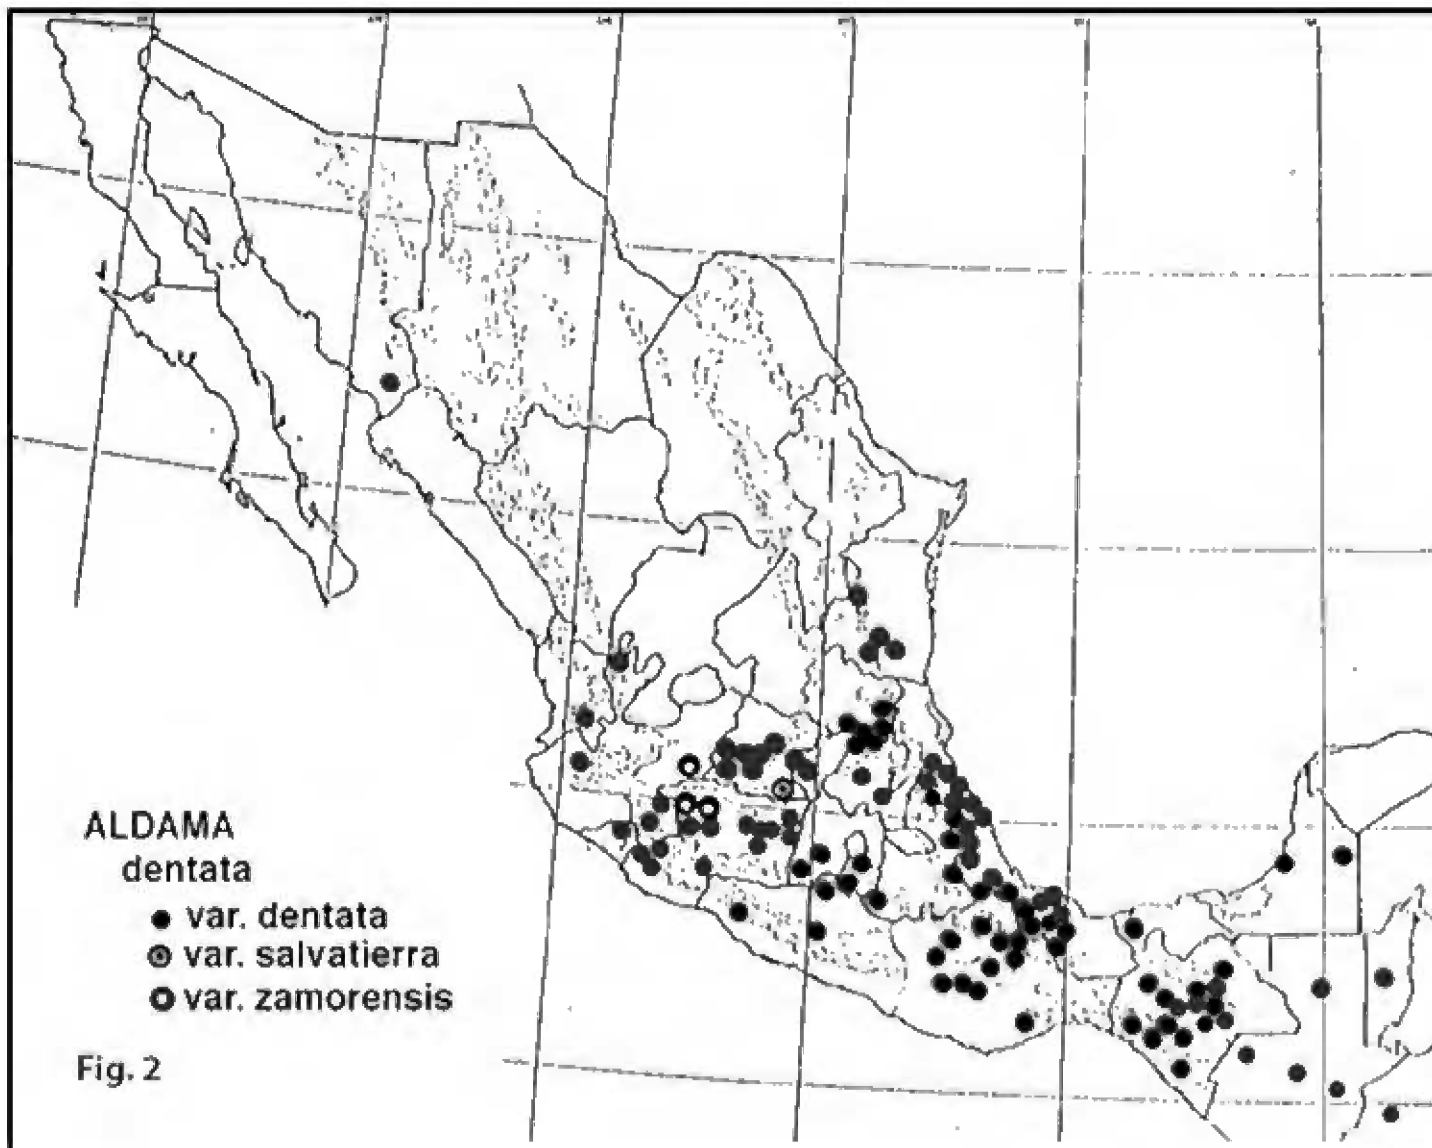 ALDAMA
dentata
var. dentata
var. salvatierra
var. zamorensis
Fig. 2